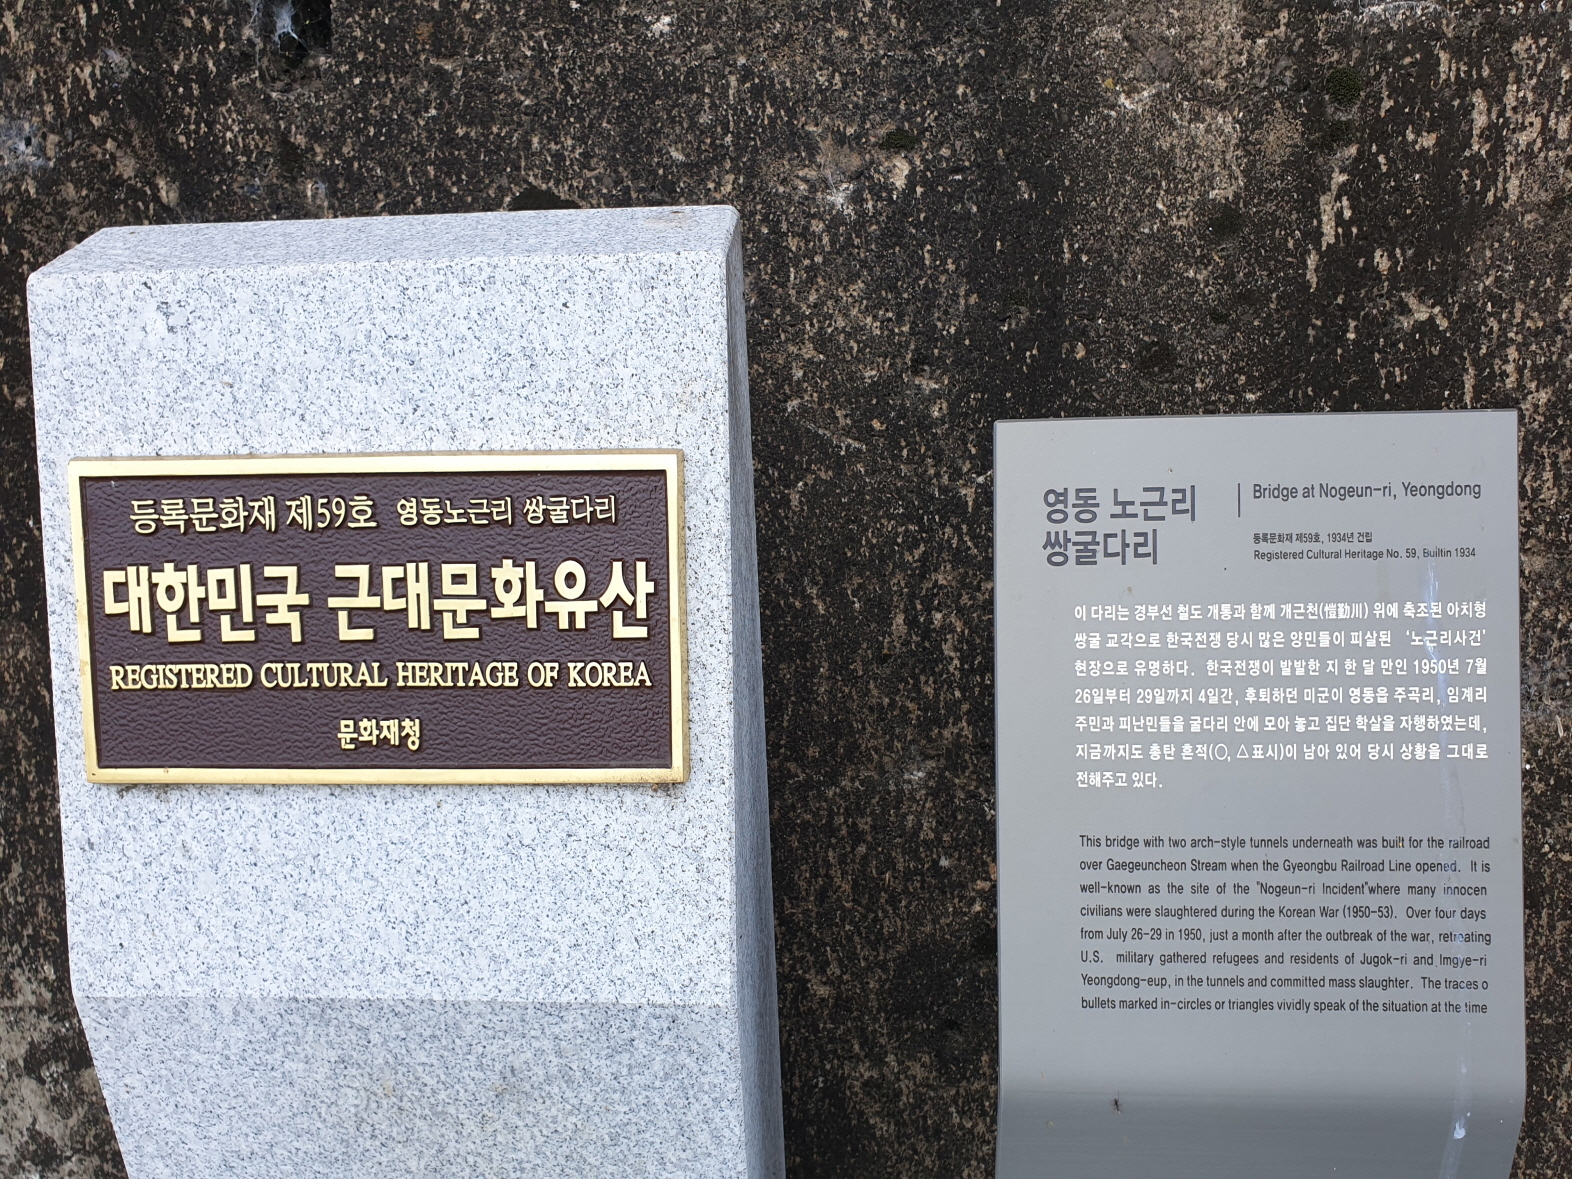 등록문화재 제59호 영동노근리 쌍굴다리
대한민국 근대문화유산
REGISTERED CULTURAL HERITAGE OF KOREA
문화재청
영동 노근리
쌍굴다리
Bridge at Nogeun-ri, Yeongdong
등록문화재 제59호, 1934년 건립
Registered Cultural Heritage No. 59, Builtin 1934
이 다리는 경부선 철도 개통과 함께 개근천(愷勤川) 위에 축조된 아치형
쌍굴 교각으로 한국전쟁 당시 많은 양민들이 피살된 '노근리사건'
현장으로 유명하다. 한국전쟁이 발발한 지 한 달 만인 1950년 7월
26일부터 29일까지 4일간, 후퇴하던 미군이 영동읍 주곡리, 임계리
주민과 피난민들을 굴다리 안에 모아 놓고 집단 학살을 자행하였는데,
지금까지도 총탄 흔적(○, △표시)이 남아 있어 당시 상황을 그대로
전해주고 있다.
This bridge with two arch-style tunnels underneath was built for the railroad
over Gaegeuncheon Stream when the Gyeongbu Railroad Line opened. It is
well-known as the site of the "Nogeun-ri Incident"where many innocen
civilians were slaughtered during the Korean War (1950-53). Over four days
from July 26-29 in 1950, just a month after the outbreak of the war, retreating
U.S. military gathered refugees and residents of Jugok-ri and Imgye-ri
Yeongdong-eup, in the tunnels and committed mass slaughter. The traces o
bullets marked in-circles or triangles vividly speak of the situation at the time